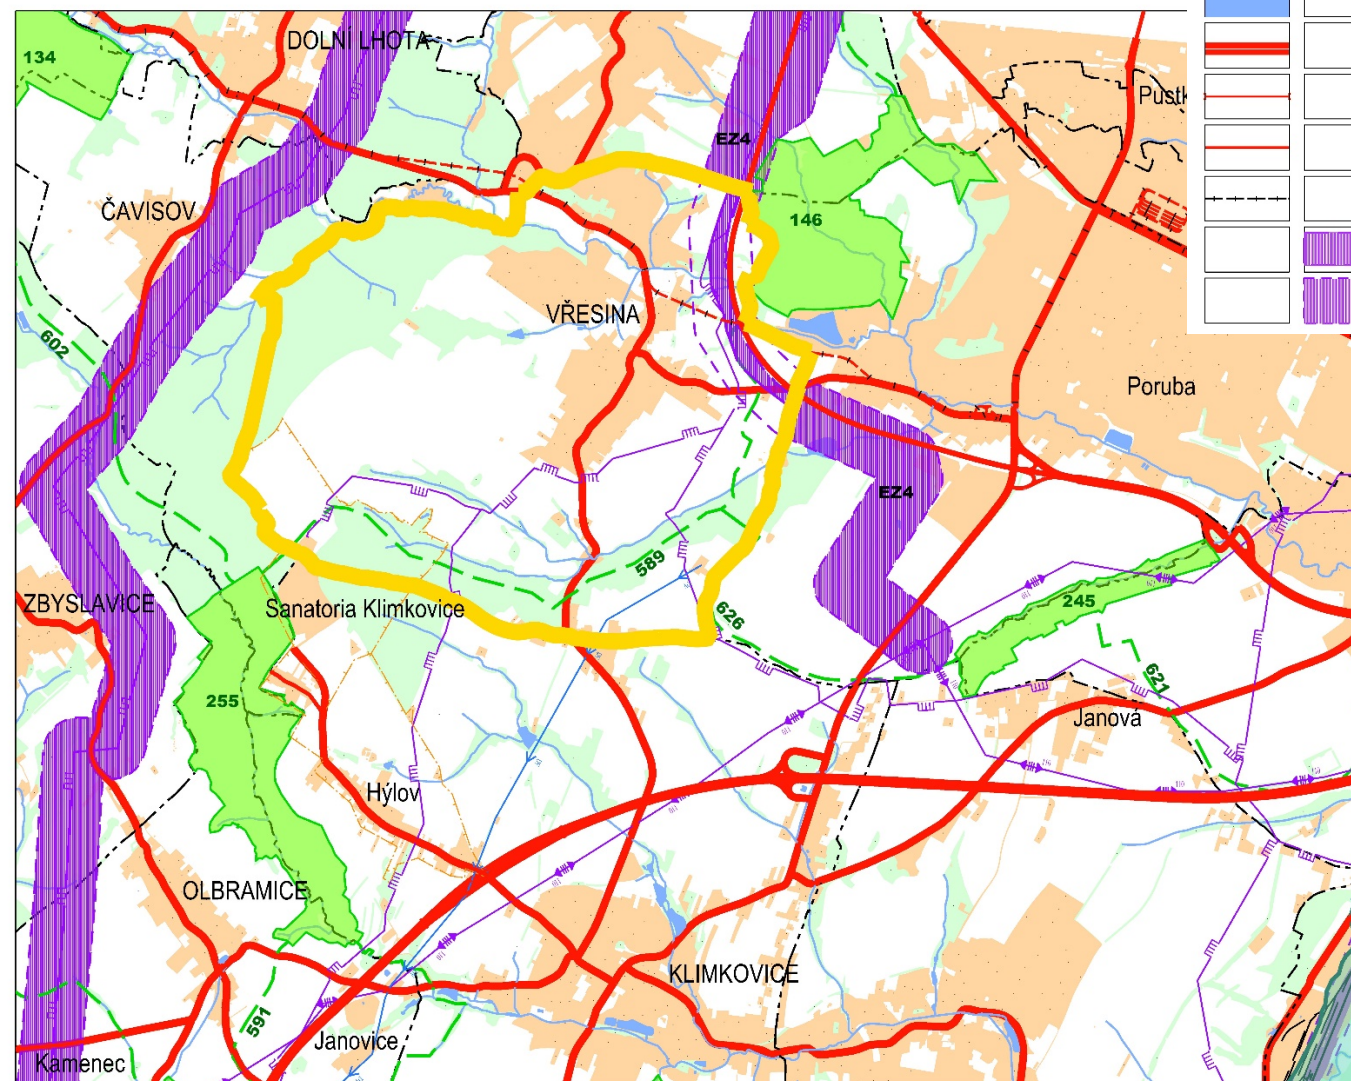 DOLNÍ LHOTA
134
Pustk
EZ4
ČAVISOV
146
VŘESINA
602
Poruba
EZ4
589
ZBYSLAVICE
Sanatoria Klimkovice
245
626
255
621
Janová
Hýlov
OLBRAMICE
KLIMKOVICE
591
Janovice
Kamenec